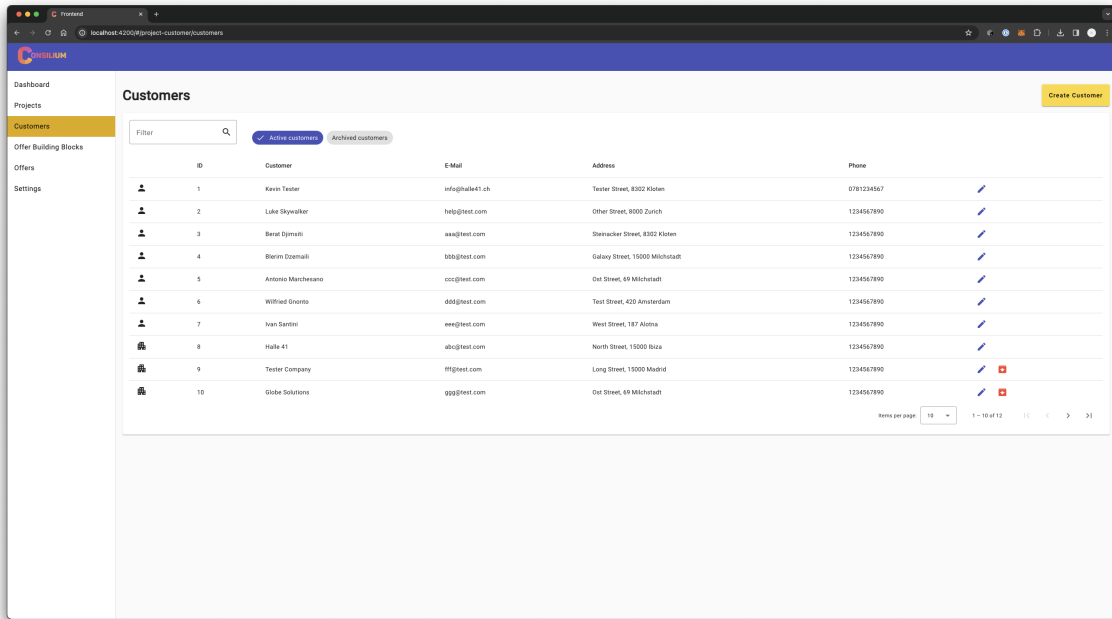 Frontend
localhost:4200/#/project-customer/customers
CONSILIUM
Dashboard
Projects
Customers
Offer Building Blocks
Offers
Settings
Customers
Create Customer
Filter
Active customers
Archived customers
ID Customer E-Mail Address Phone
1 Kevin Tester info@halle41.ch Tester Street, 8302 Kloten 0781234567
2 Luke Skywalker help@test.com Other Street, 8000 Zurich 1234567890
3 Berat Djimsiti aaa@test.com Steinacker Street, 8302 Kloten 1234567890
4 Blerim Dzemaili bbb@test.com Galaxy Street, 15000 Milchstadt 1234567890
5 Antonio Marchesano ccc@test.com Ost Street, 69 Milchstadt 1234567890
6 Wilfried Gnonto ddd@test.com Test Street, 420 Amsterdam 1234567890
7 Ivan Santini eee@test.com West Street, 187 Alotna 1234567890
8 Halle 41 abc@test.com North Street, 15000 Ibiza 1234567890
9 Tester Company fff@test.com Long Street, 15000 Madrid 1234567890
10 Globe Solutions ggg@test.com Ost Street, 69 Milchstadt 1234567890
Items per page: 10 1 – 10 of 12